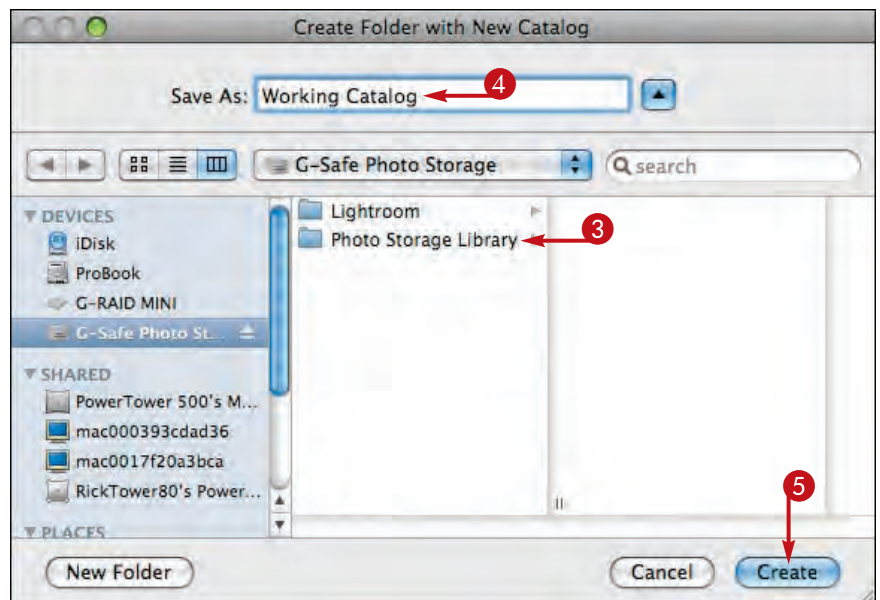 Create Folder with New Catalog
Save As: Working Catalog 4
G-Safe Photo Storage search
DEVICES
iDisk
ProBook
G-RAID MINI
G-Safe Photo St...
SHARED
PowerTower 500's M...
mac000393cdad36
mac0017f20a3bca
RickTower80's Power...
PLACES
Lightroom
Photo Storage Library 3
5
New Folder Cancel Create